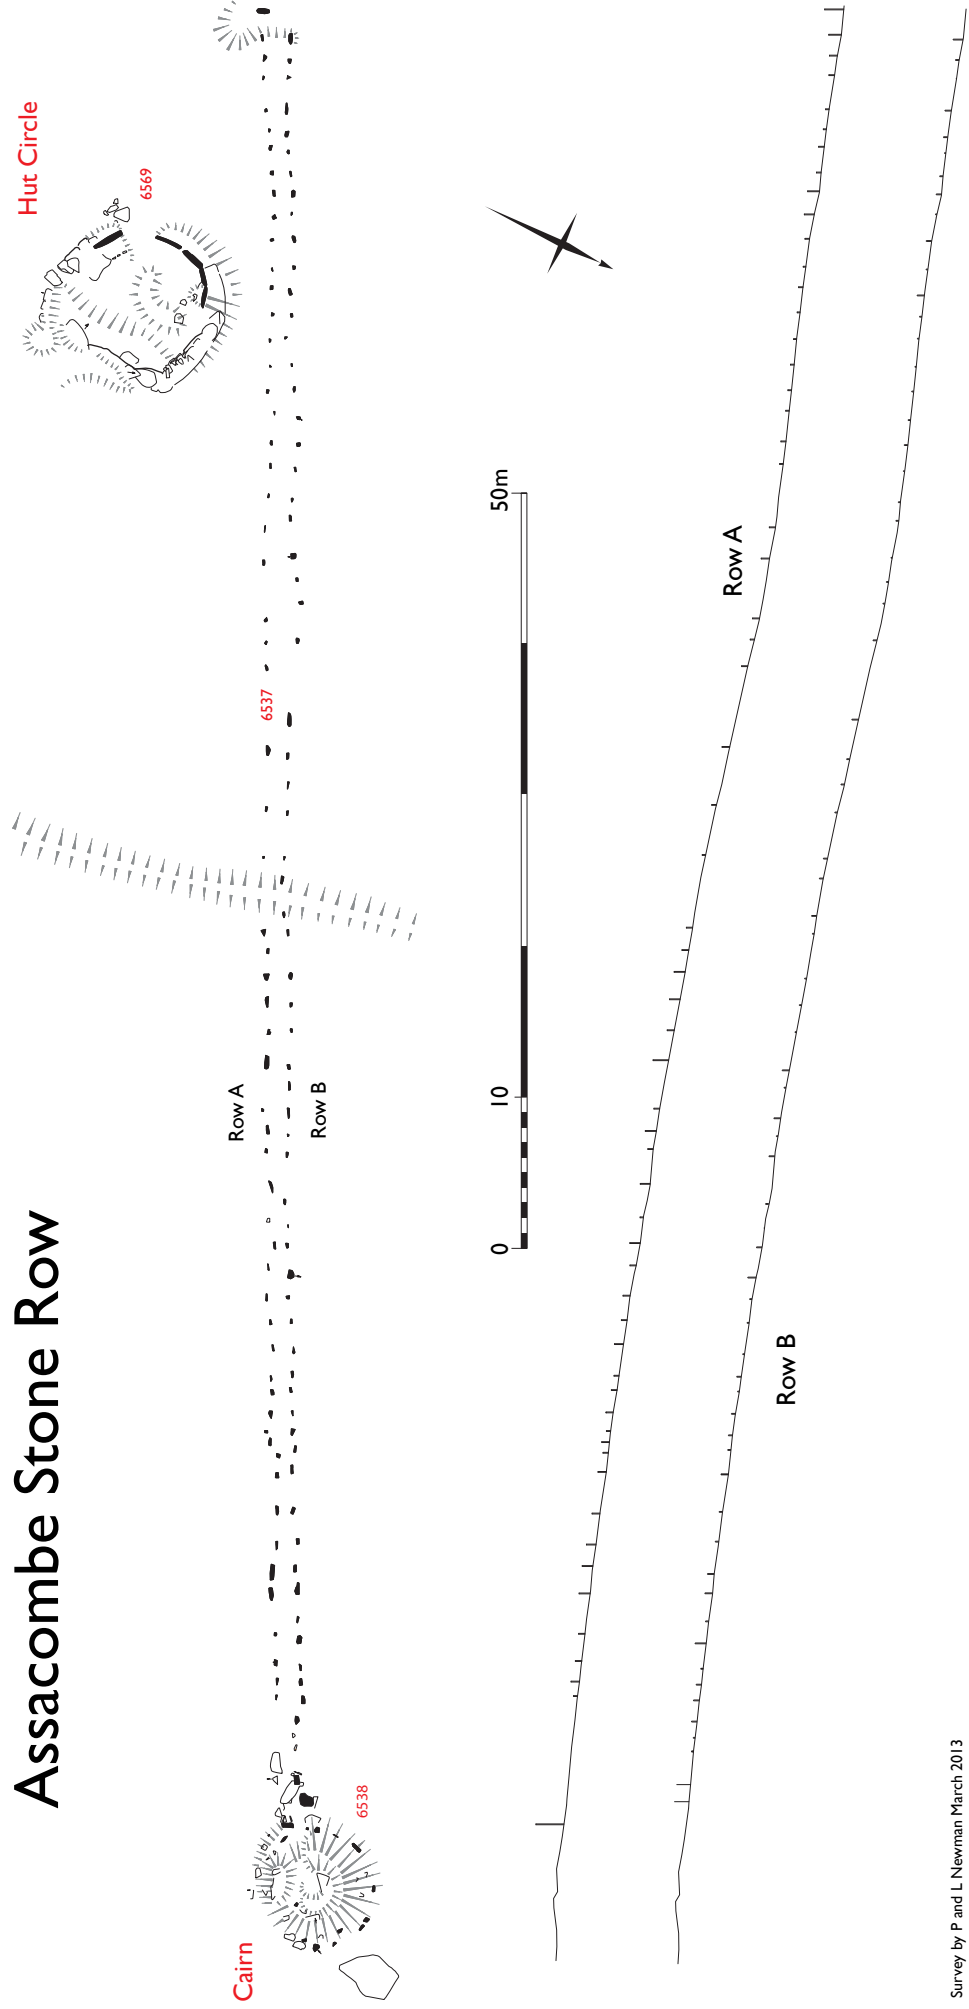 Assacombe Stone Row
Hut Circle
6569
6537
Row A
Row B
Cairn
6538
0
10
50m
Row A
Row B
Survey by P and L Newman March 2013